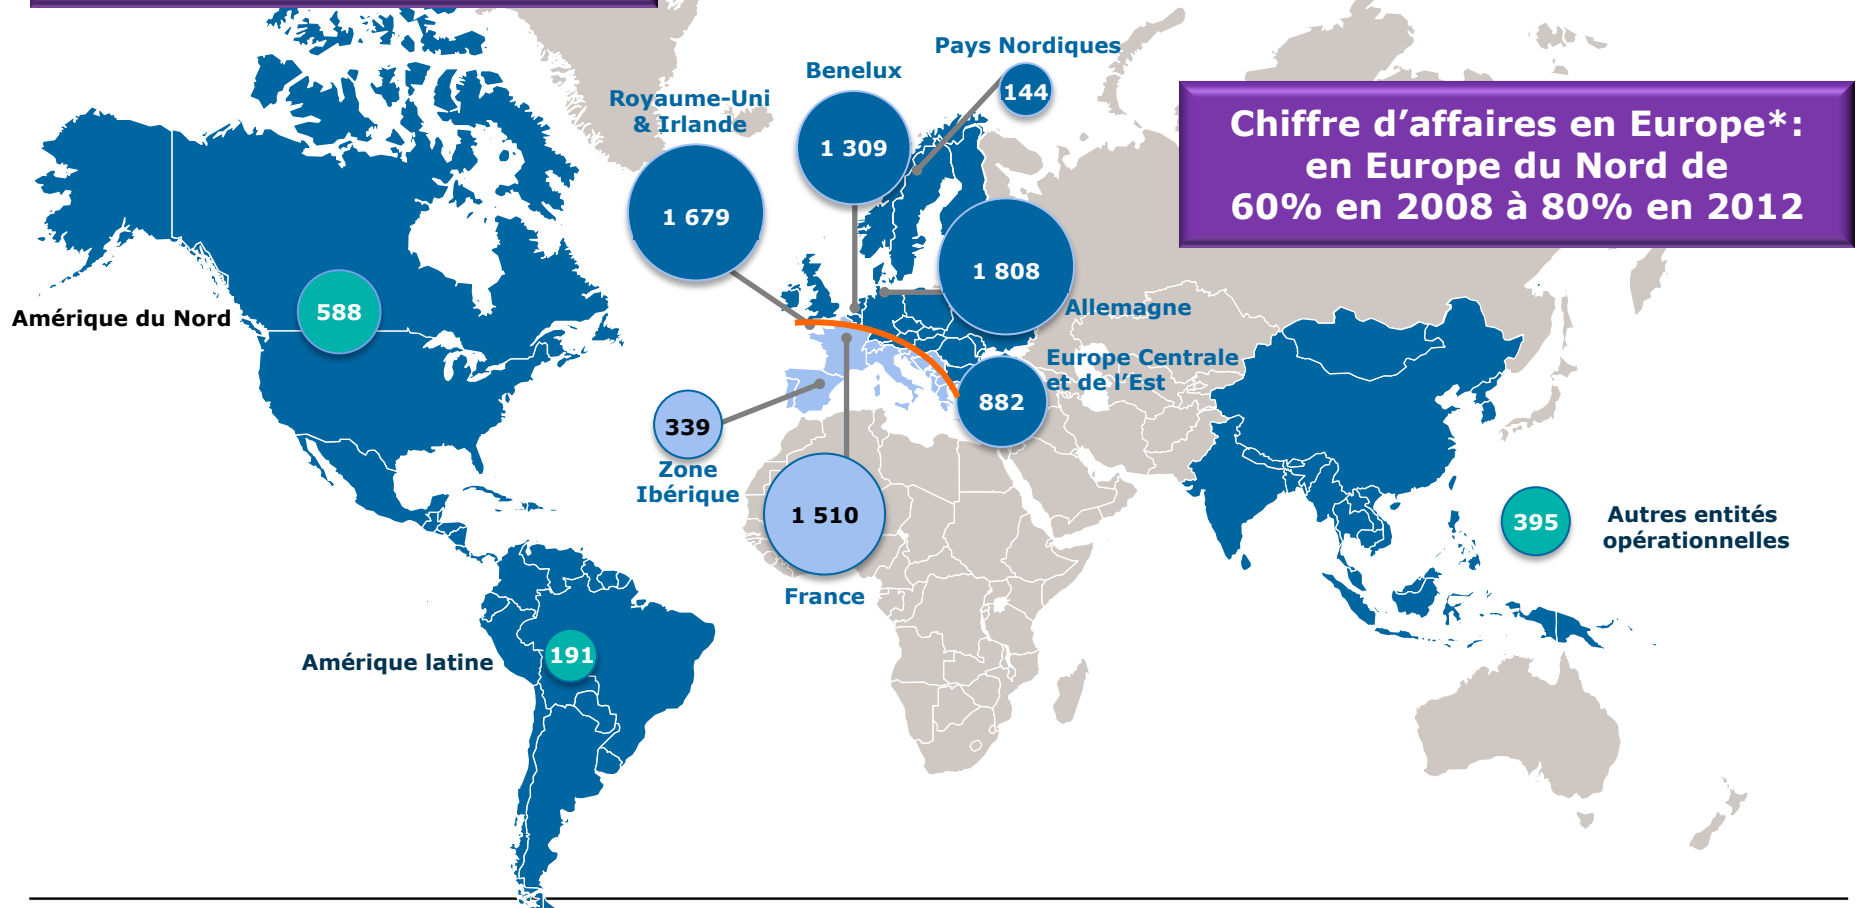 Pays Nordiques
144
Benelux
1 309
Royaume-Uni
& Irlande
1 679
Chiffre d’affaires en Europe*:
en Europe du Nord de
60% en 2008 à 80% en 2012
1 808
Allemagne
Amérique du Nord
588
Europe Centrale
et de l’Est
882
339
Zone
Ibérique
1 510
France
395
Autres entités
opérationnelles
Amérique latine
191